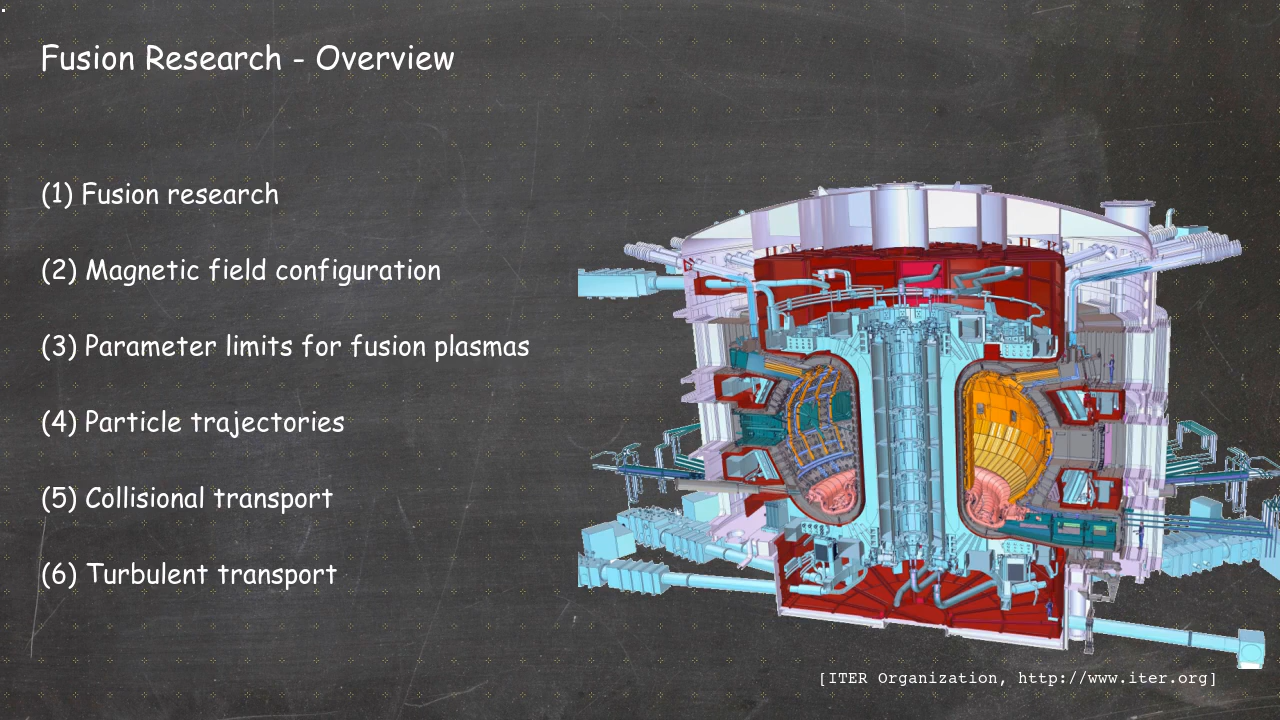 Fusion Research - Overview
(1) Fusion research
(2) Magnetic field configuration
(3) Parameter limits for fusion plasmas
(4) Particle trajectories
(5) Collisional transport
(6) Turbulent transport
[ITER Organization, http://www.iter.org]